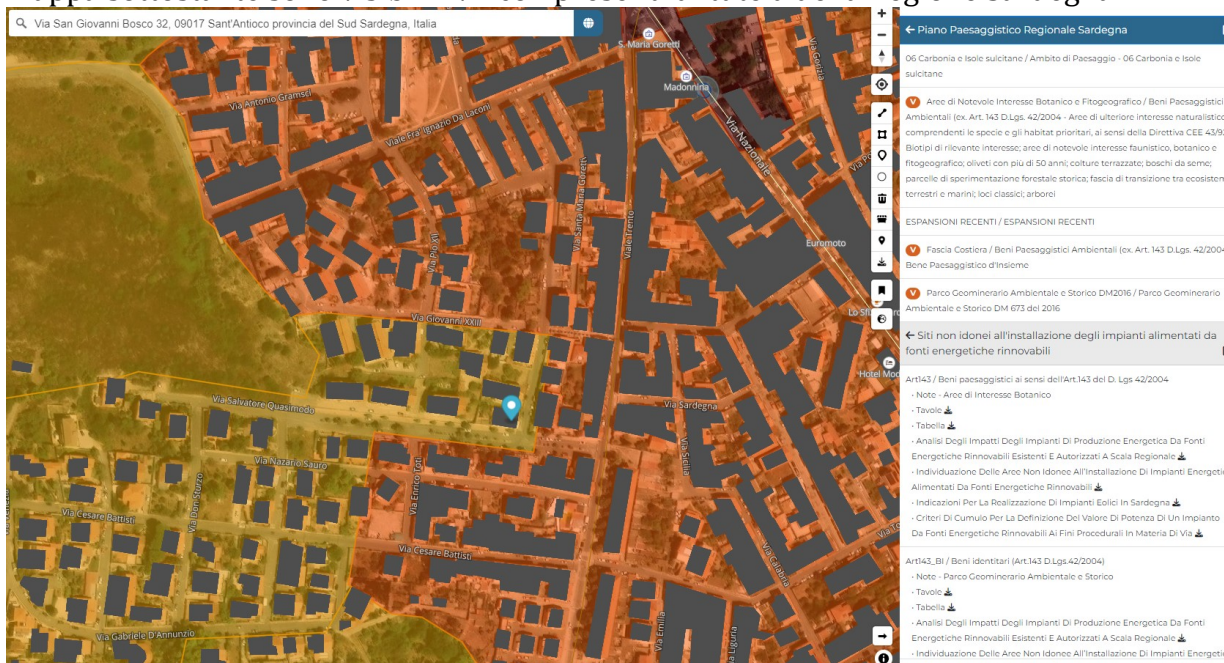 Via San Giovanni Bosco 32, 09017 Sant'Antioco provincia del Sud Sardegna, Italia
S. Maria Goretti
Madonnina
Via Gorizia
Via Antonio Gramsci
Viale Fra. Ignazio Da Laconi
Via Nazionale
Via Santa Maria Goretti
Viale Trento
Via Pio XII
Euromoto
Via Giovanni XXIII
Hotel Mod
Via Salvatore Quasimodo
Via Sardegna
Via Nazario Sauro
Via Enrico Toti
Via Sicilia
Via Don Sturzo
Via Cesare Battisti
Via Cesare Battisti
Via Calabria
Via Emilia
Via Liguria
Via Gabriele D'Annunzio
← Piano Paesaggistico Regionale Sardegna
06 Carbonia e Isole sulcitane / Ambito di Paesaggio - 06 Carbonia e Isole
sulcitane
V Aree di Notevole Interesse Botanico e Fitogeografico / Beni Paesaggistici
Ambientali (ex. Art. 143 D.Lgs. 42/2004 - Aree di ulteriore interesse naturalistico
comprendenti le specie e gli habitat prioritari, ai sensi della Direttiva CEE 43/92
Biotipi di rilevante interesse; aree di notevole interesse faunistico, botanico e
fitogeografico; oliveti con più di 50 anni; colture terrazzate; boschi da seme;
parcelle di sperimentazione forestale storica; fascia di transizione tra ecosistem
terrestri e marini; loci classici; arborei
ESPANSIONI RECENTI / ESPANSIONI RECENTI
V Fascia Costiera / Beni Paesaggistici Ambientali (ex. Art. 143 D.Lgs. 42/2004
Bene Paesaggistico d'Insieme
V Parco Geominerario Ambientale e Storico DM2016 / Parco Geominerario
Ambientale e Storico DM 673 del 2016
← Siti non idonei all'installazione degli impianti alimentati da
fonti energetiche rinnovabili
Art143 / Beni paesaggistici ai sensi dell'Art.143 del D. Lgs 42/2004
- Note - Aree di Interesse Botanico
- Tavole
- Tabella
- Analisi Degli Impatti Degli Impianti Di Produzione Energetica Da Fonti
Energetiche Rinnovabili Esistenti E Autorizzati A Scala Regionale
- Individuazione Delle Aree Non Idonee All'Installazione Di Impianti Energetic
Alimentati Da Fonti Energetiche Rinnovabili
- Indicazioni Per La Realizzazione Di Impianti Eolici In Sardegna
- Criteri Di Cumulo Per La Definizione Del Valore Di Potenza Di Un Impianto
Da Fonti Energetiche Rinnovabili Ai Fini Procedurali In Materia Di Via
Art143_BI / Beni identitari (Art.143 D.Lgs.42/2004)
- Note - Parco Geominerario Ambientale e Storico
- Tavole
- Tabella
- Analisi Degli Impatti Degli Impianti Di Produzione Energetica Da Fonti
Energetiche Rinnovabili Esistenti E Autorizzati A Scala Regionale
- Individuazione Delle Aree Non Idonee All'Installazione Di Impianti Energetic